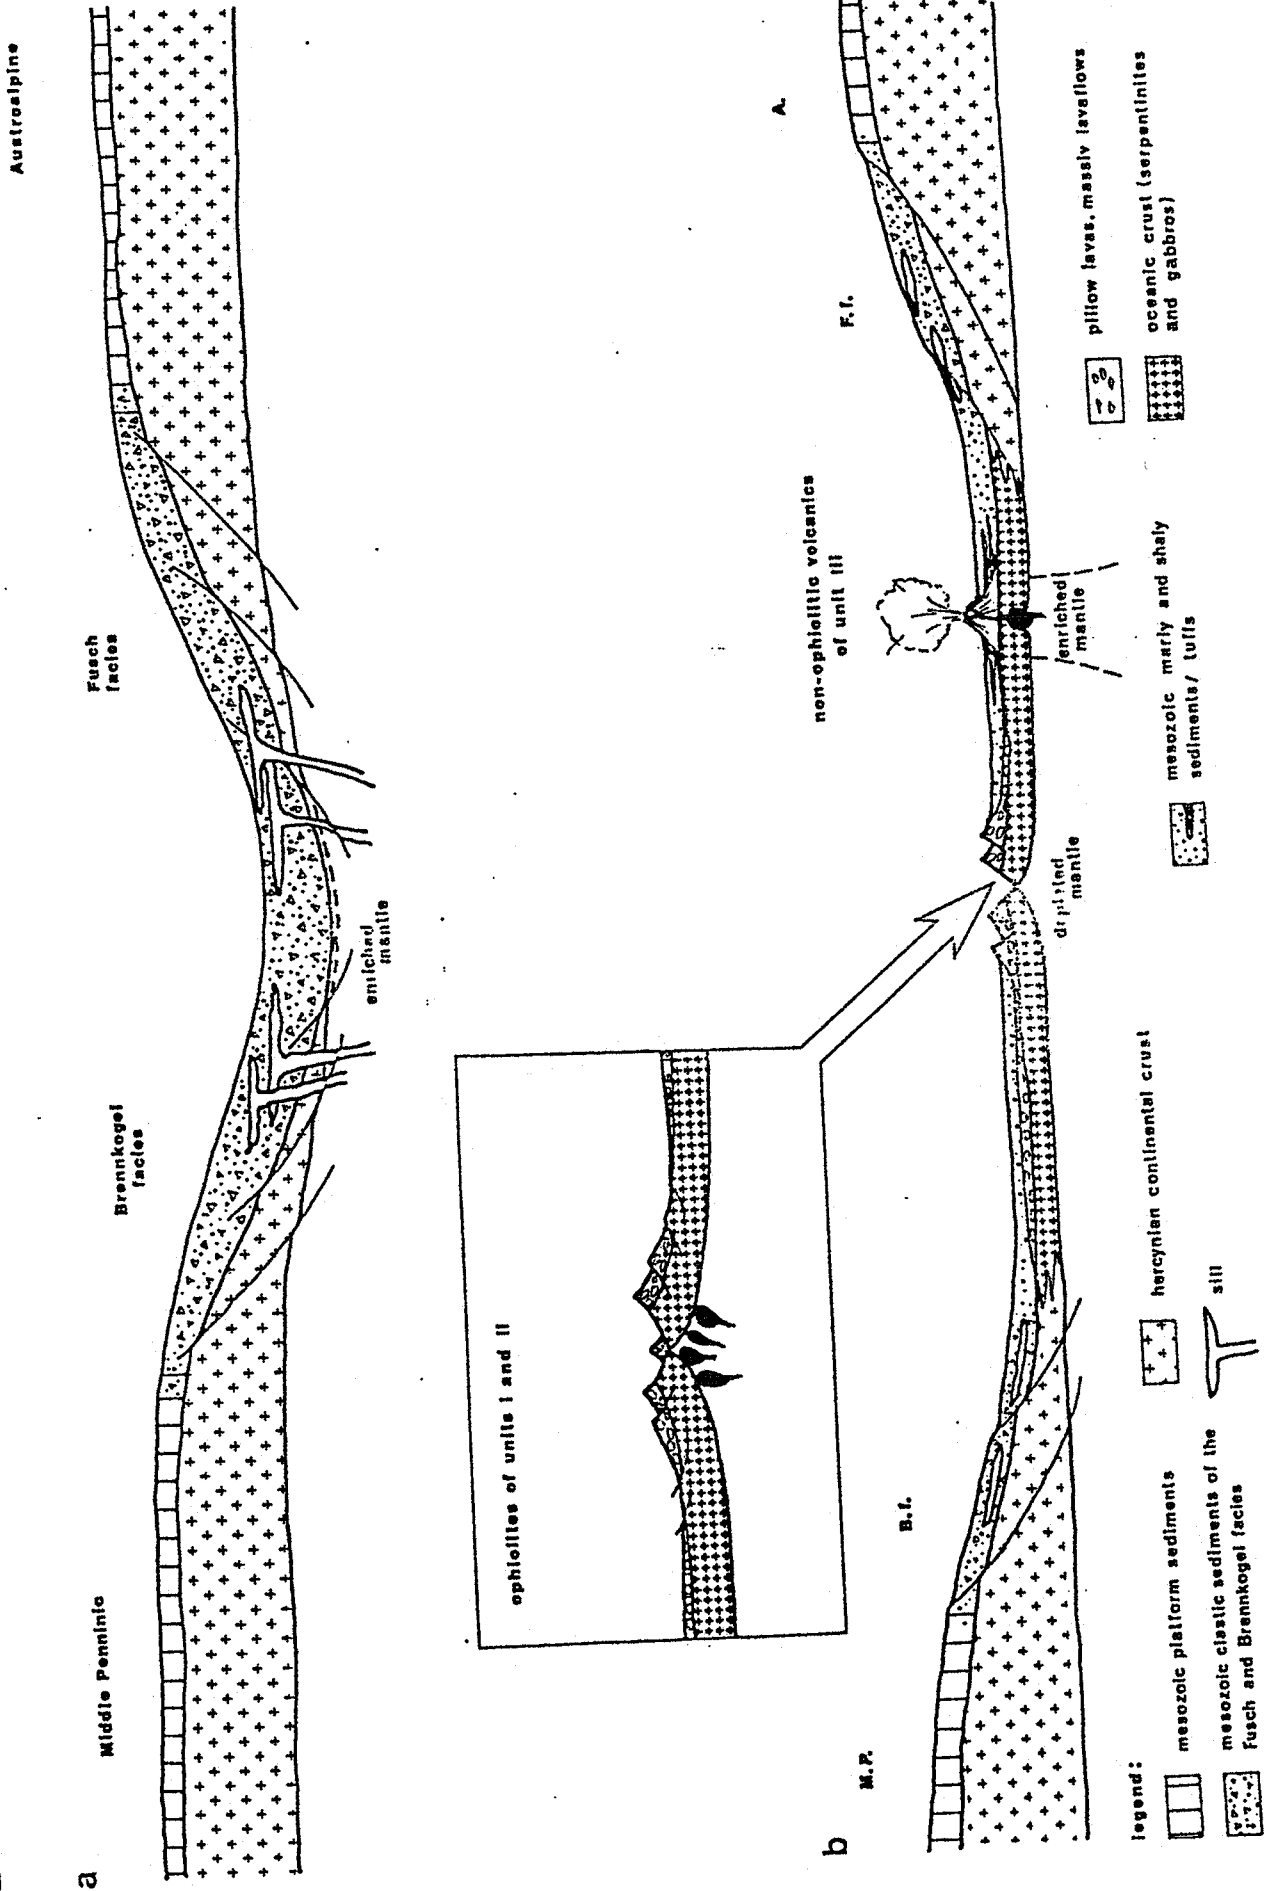 a
Middle Penninic
Brennkogel
facies
Fusch
facies
Austroalpine
enriched
mantle
ophiolites of units I and II
b
M.P.
B.f.
non-ophiolitic volcanics
of unit III
F.f.
A.
depleted
mantle
enriched
mantle
legend:
mesozoic platform sediments
mesozoic clastic sediments of the
Fusch and Brennkogel facies
hercynian continental crust
sill
mesozoic marly and shaly
sediments/ tuffs
pillow lavas, massiv lavaflows
oceanic crust (serpentinites
and gabbros)